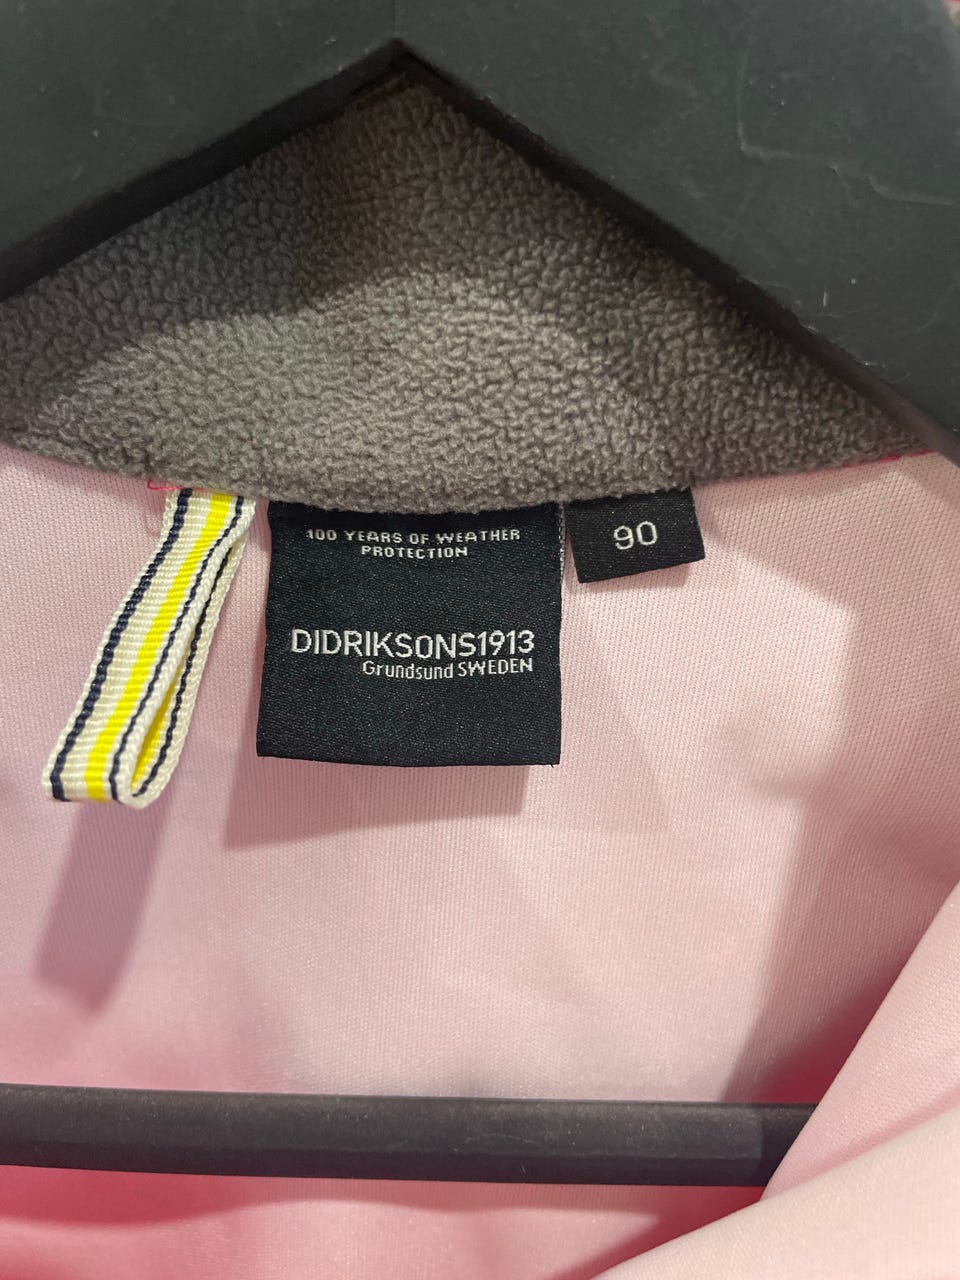 100 YEARS OF WEATHER
PROTECTION
90
DIDRIKSONS1913
Grundsund SWEDEN